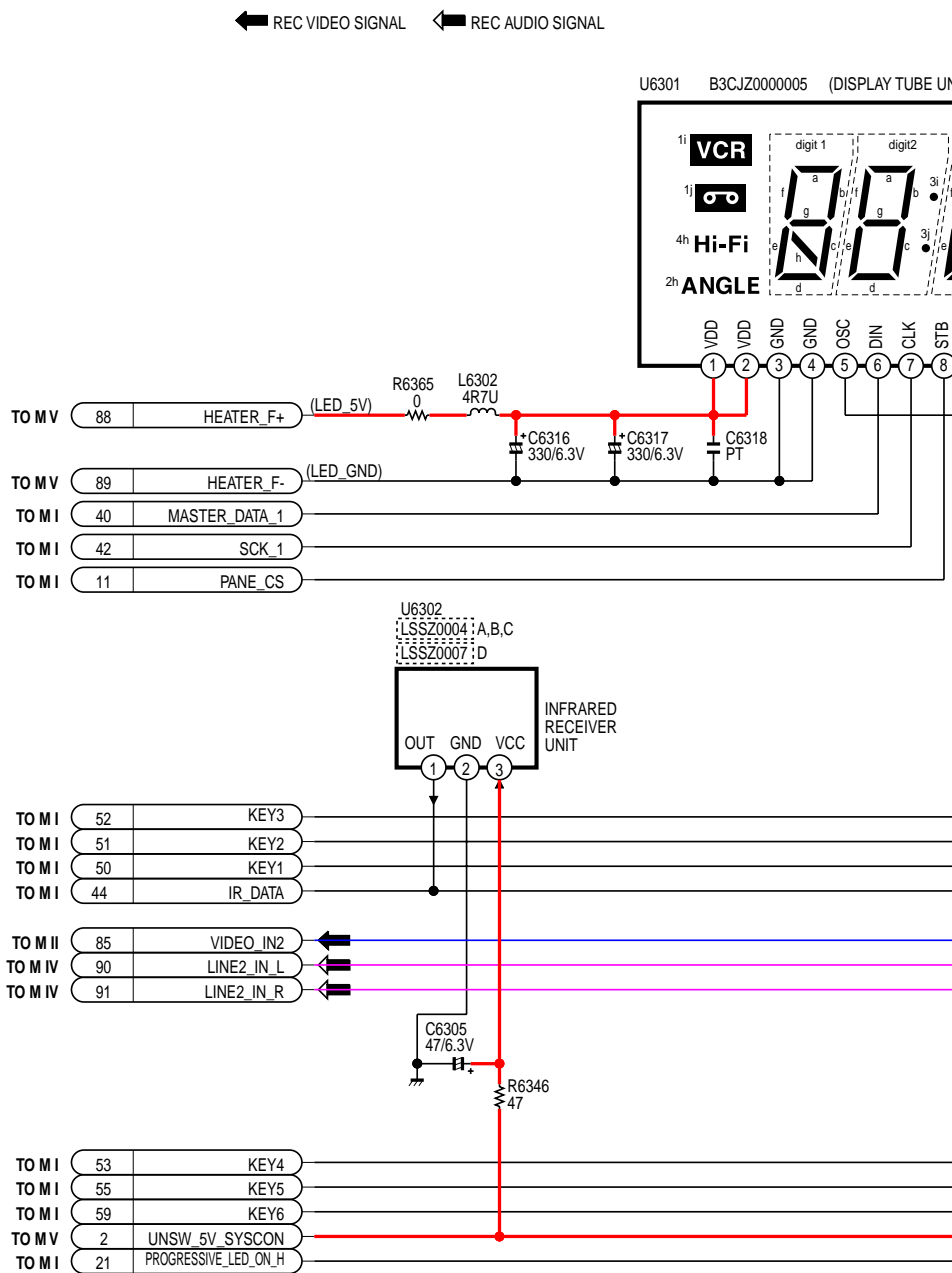 REC VIDEO SIGNAL REC AUDIO SIGNAL
U6301 B3CJZ0000005 (DISPLAY TUBE UN
1i VCR
1j
4h Hi-Fi
2h ANGLE
digit 1 digit2
a a
f b f b 3i
g g
3j
e h c e c e
d d
VDD VDD GND GND OSC DIN CLK STB
1 2 3 4 5 6 7 8
R6365
0
L6302
4R7U
TO M V 88 HEATER_F+ (LED_5V)
C6316
330/6.3V
+
C6317
330/6.3V
+
C6318
PT
TO M V 89 HEATER_F- (LED_GND)
TO M I 40 MASTER_DATA_1
TO M I 42 SCK_1
TO M I 11 PANE_CS
U6302
LSSZ0004 A,B,C
LSSZ0007 D
INFRARED
RECEIVER
UNIT
OUT GND VCC
1 2 3
TO M I 52 KEY3
TO M I 51 KEY2
TO M I 50 KEY1
TO M I 44 IR_DATA
TO M II 85 VIDEO_IN2
TO M IV 90 LINE2_IN_L
TO M IV 91 LINE2_IN_R
C6305
47/6.3V
+
R6346
47
TO M I 53 KEY4
TO M I 55 KEY5
TO M I 59 KEY6
TO M V 2 UNSW_5V_SYSCON
TO M I 21 PROGRESSIVE_LED_ON_H